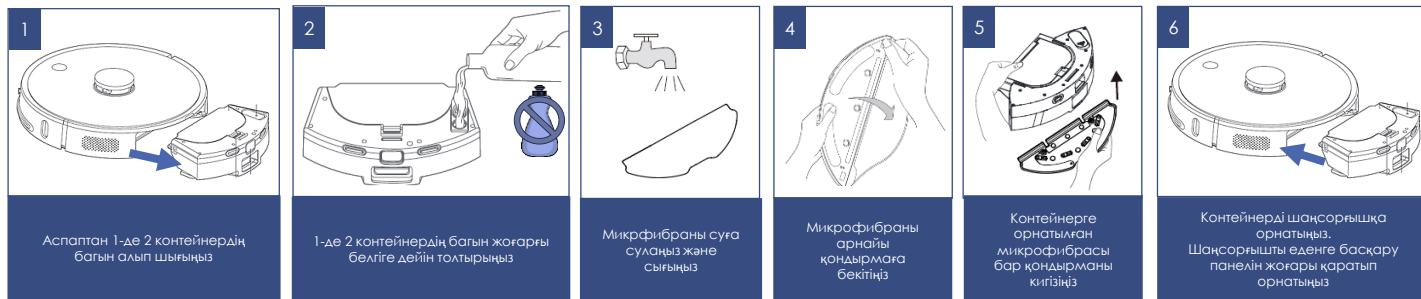 1
Аспаптан 1-де 2 контейнердің
багын алып шығыңыз
2
1-де 2 контейнердің багын жоғарғы
белгіге дейін толтырыңыз
3
Микрфибраны суға
сулаңыз және
сығыңыз
4
Микрофибраны
арнайы
қондырмаға
бекітіңіз
5
Контейнерге
орнатылған
микрофибрасы
бар қондырманы
кигізіңіз
6
Контейнерді шаңсорғышқа
орнатыңыз.
Шаңсорғышты еденге басқару
панелін жоғары қаратып
орнатыңыз